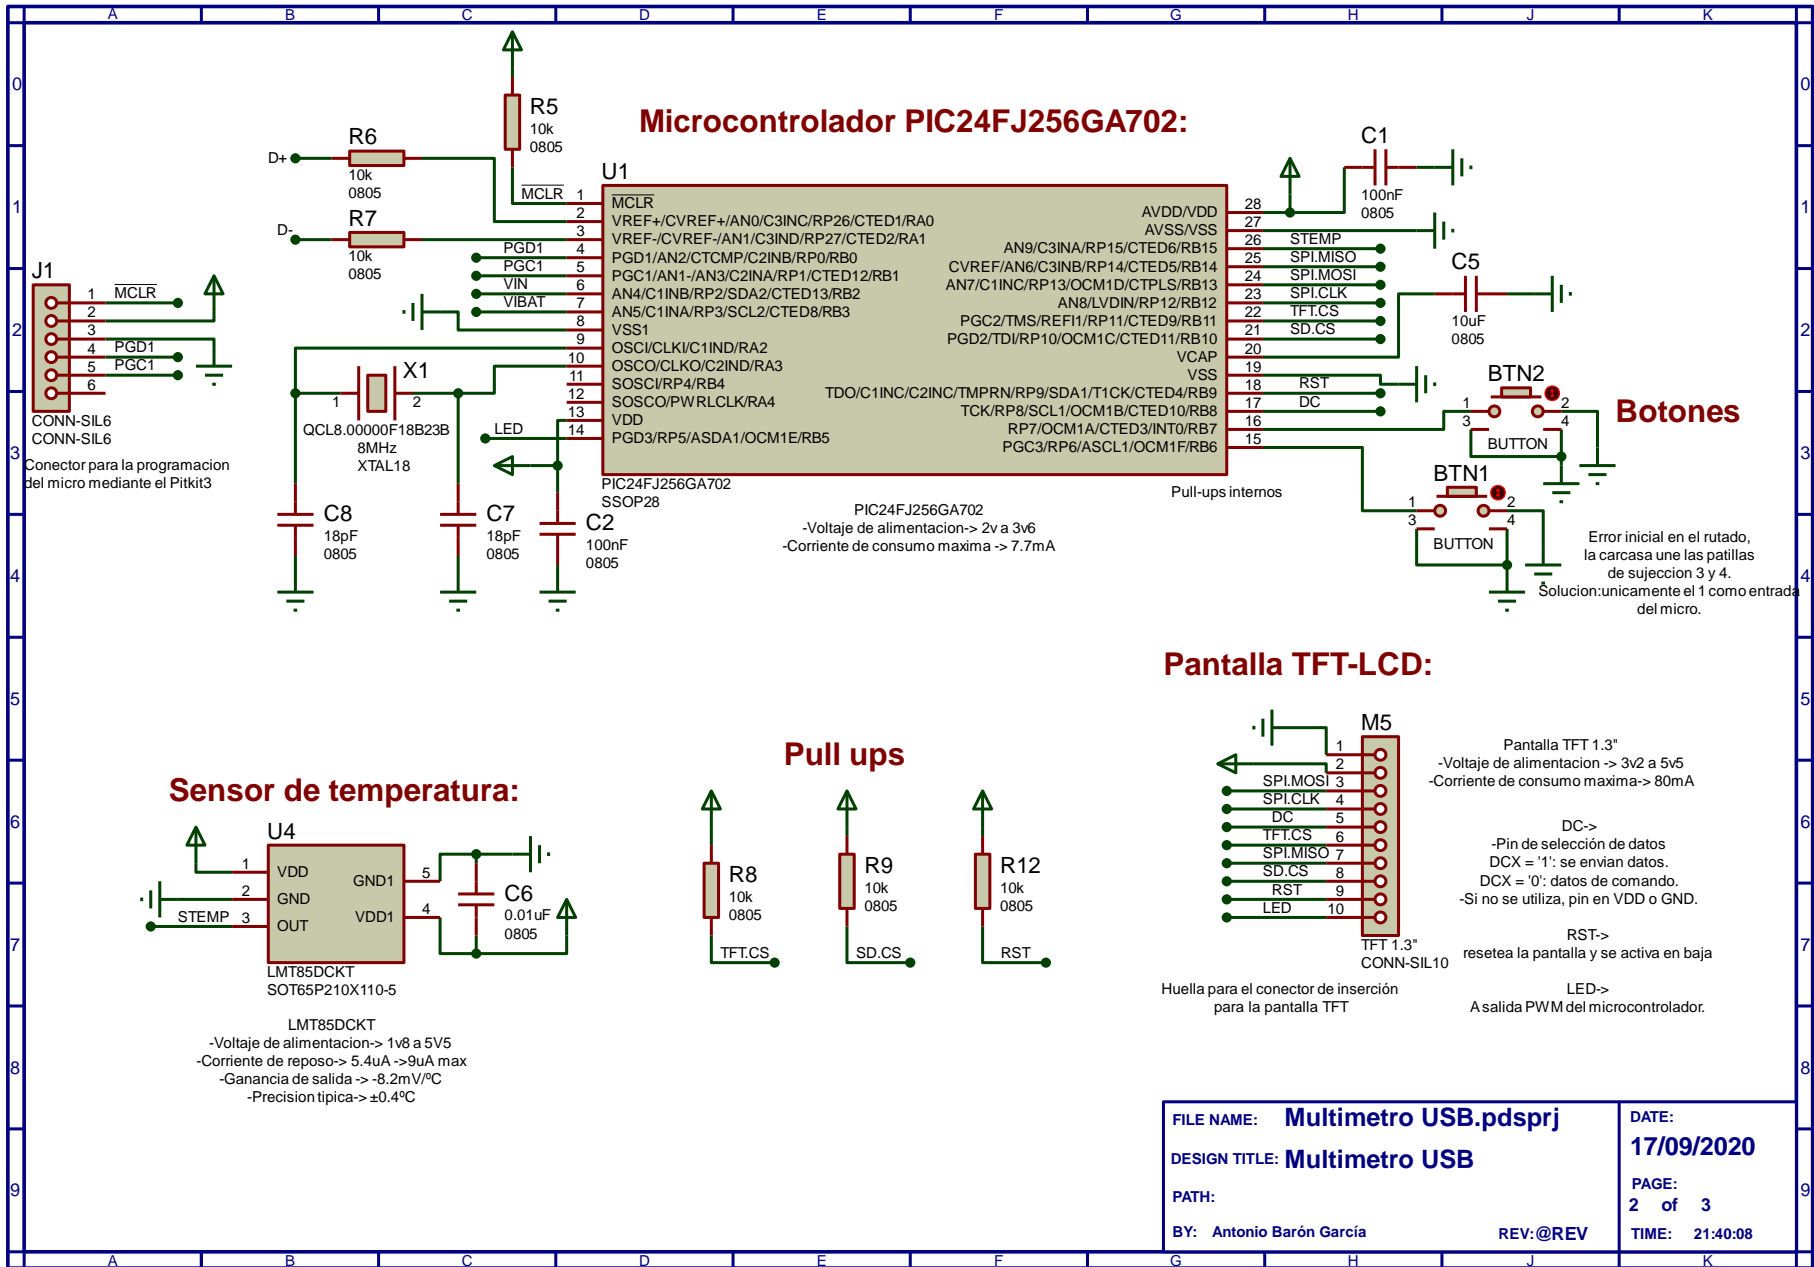 A B C D E F G H J K
0 0
1 1
2 2
3 3
4 4
5 5
6 6
7 7
8 8
9 9
A B C D E F G H J K
Microcontrolador PIC24FJ256GA702:
R5
10k
0805
R6
10k
0805
D+
R7
10k
0805
D-
J1
1 MCLR
2
3
4 PGD1
5 PGC1
6
CONN-SIL6
CONN-SIL6
Conector para la programacion
del micro mediante el Pitkit3
U1
MCLR 1 MCLR
2 VREF+/CVREF+/AN0/C3INC/RP26/CTED1/RA0
3 VREF-/CVREF-/AN1/C3IND/RP27/CTED2/RA1
PGD1 4 PGD1/AN2/CTCMP/C2INB/RP0/RB0
PGC1 5 PGC1/AN1-/AN3/C2INA/RP1/CTED12/RB1
VIN 6 AN4/C1INB/RP2/SDA2/CTED13/RB2
VIBAT 7 AN5/C1INA/RP3/SCL2/CTED8/RB3
8 VSS1
9 OSCI/CLKI/C1IND/RA2
10 OSCO/CLKO/C2IND/RA3
11 SOSCI/RP4/RB4
12 SOSCO/PWRLCLK/RA4
13 VDD
LED 14 PGD3/RP5/ASDA1/OCM1E/RB5
AVDD/VDD 28
AVSS/VSS 27
AN9/C3INA/RP15/CTED6/RB15 26 STEMP
CVREF/AN6/C3INB/RP14/CTED5/RB14 25 SPI.MISO
AN7/C1INC/RP13/OCM1D/CTPLS/RB13 24 SPI.MOSI
AN8/LVDIN/RP12/RB12 23 SPI.CLK
PGC2/TMS/REFI1/RP11/CTED9/RB11 22 TFT.CS
PGD2/TDI/RP10/OCM1C/CTED11/RB10 21 SD.CS
VCAP 20
VSS 19
TDO/C1INC/C2INC/TMPRN/RP9/SDA1/T1CK/CTED4/RB9 18 RST
TCK/RP8/SCL1/OCM1B/CTED10/RB8 17 DC
RP7/OCM1A/CTED3/INT0/RB7 16
PGC3/RP6/ASCL1/OCM1F/RB6 15
PIC24FJ256GA702
SSOP28
Pull-ups internos
PIC24FJ256GA702
-Voltaje de alimentacion-> 2v a 3v6
-Corriente de consumo maxima -> 7.7mA
X1
1 2
QCL8.00000F18B23B
8MHz
XTAL18
C8
18pF
0805
C7
18pF
0805
C2
100nF
0805
C1
100nF
0805
C5
10uF
0805
Botones
BTN2
1 2
3 4
BUTTON
BTN1
1 2
3 4
BUTTON
Error inicial en el rutado,
la carcasa une las patillas
de sujeccion 3 y 4.
Solucion:unicamente el 1 como entrada
del micro.
Sensor de temperatura:
U4
1 VDD
2 GND
STEMP 3 OUT
GND1 5
VDD1 4
LMT85DCKT
SOT65P210X110-5
C6
0.01uF
0805
LMT85DCKT
-Voltaje de alimentacion-> 1v8 a 5V5
-Corriente de reposo-> 5.4uA ->9uA max
-Ganancia de salida -> -8.2mV/ºC
-Precision tipica-> ±0.4ºC
Pull ups
R8
10k
0805
TFT.CS
R9
10k
0805
SD.CS
R12
10k
0805
RST
Pantalla TFT-LCD:
M5
1
2
SPI.MOSI 3
SPI.CLK 4
DC 5
TFT.CS 6
SPI.MISO 7
SD.CS 8
RST 9
LED 10
TFT 1.3"
CONN-SIL10
Huella para el conector de inserción
para la pantalla TFT
Pantalla TFT 1.3"
-Voltaje de alimentacion -> 3v2 a 5v5
-Corriente de consumo maxima-> 80mA
DC->
-Pin de selección de datos
DCX = '1': se envian datos.
DCX = '0': datos de comando.
-Si no se utiliza, pin en VDD o GND.
RST->
resetea la pantalla y se activa en baja
LED->
A salida PWM del microcontrolador.
FILE NAME: Multimetro USB.pdsprj
DESIGN TITLE: Multimetro USB
PATH:
BY: Antonio Barón García REV:@REV
DATE:
17/09/2020
PAGE:
2 of 3
TIME: 21:40:08